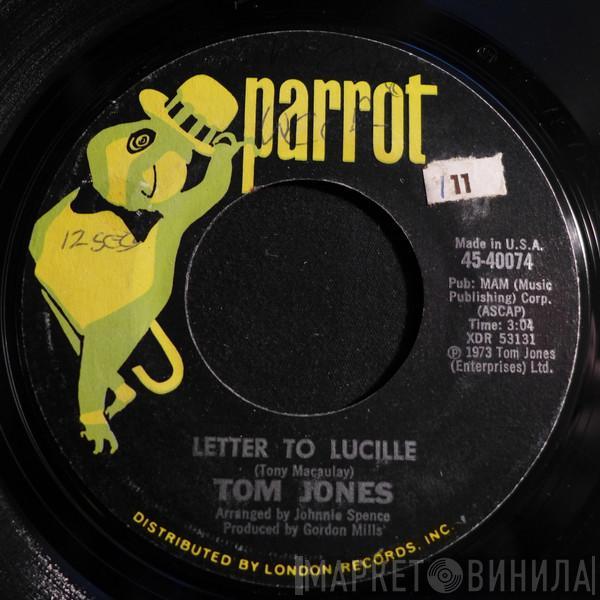 parrot
11
12 SCS
Made in U.S.A.
45-40074
Pub: MAM (Music
Publishing) Corp.
(ASCAP)
Time: 3:04
XDR 53131
℗ 1973 Tom Jones
(Enterprises) Ltd.
LETTER TO LUCILLE
(Tony Macaulay)
TOM JONES
Arranged by Johnnie Spence
Produced by Gordon Mills
DISTRIBUTED BY LONDON RECORDS, INC.
МАРКЕТ ВИНИЛА